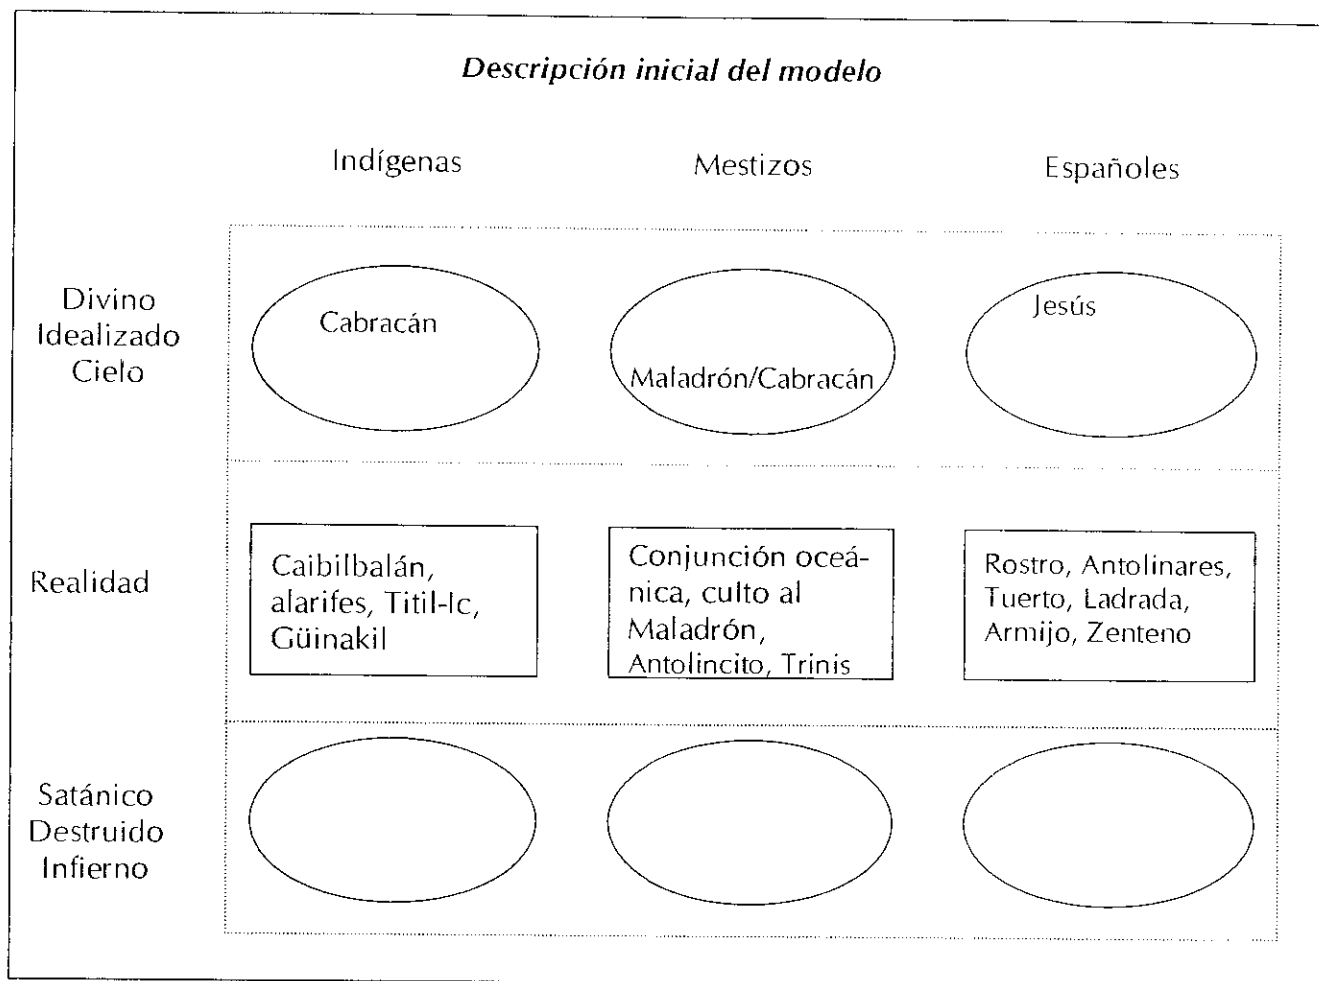 Descripción inicial del modelo
Indígenas
Mestizos
Españoles
Divino
Idealizado
Cielo
Cabracán
Maladrón/Cabracán
Jesús
Realidad
Caibilbalán,
alarifes, Titil-Ic,
Güinakil
Conjunción oceá-
nica, culto al
Maladrón,
Antolincito, Trinis
Rostro, Antolinares,
Tuerto, Ladrada,
Armijo, Zenteno
Satánico
Destruido
Infierno